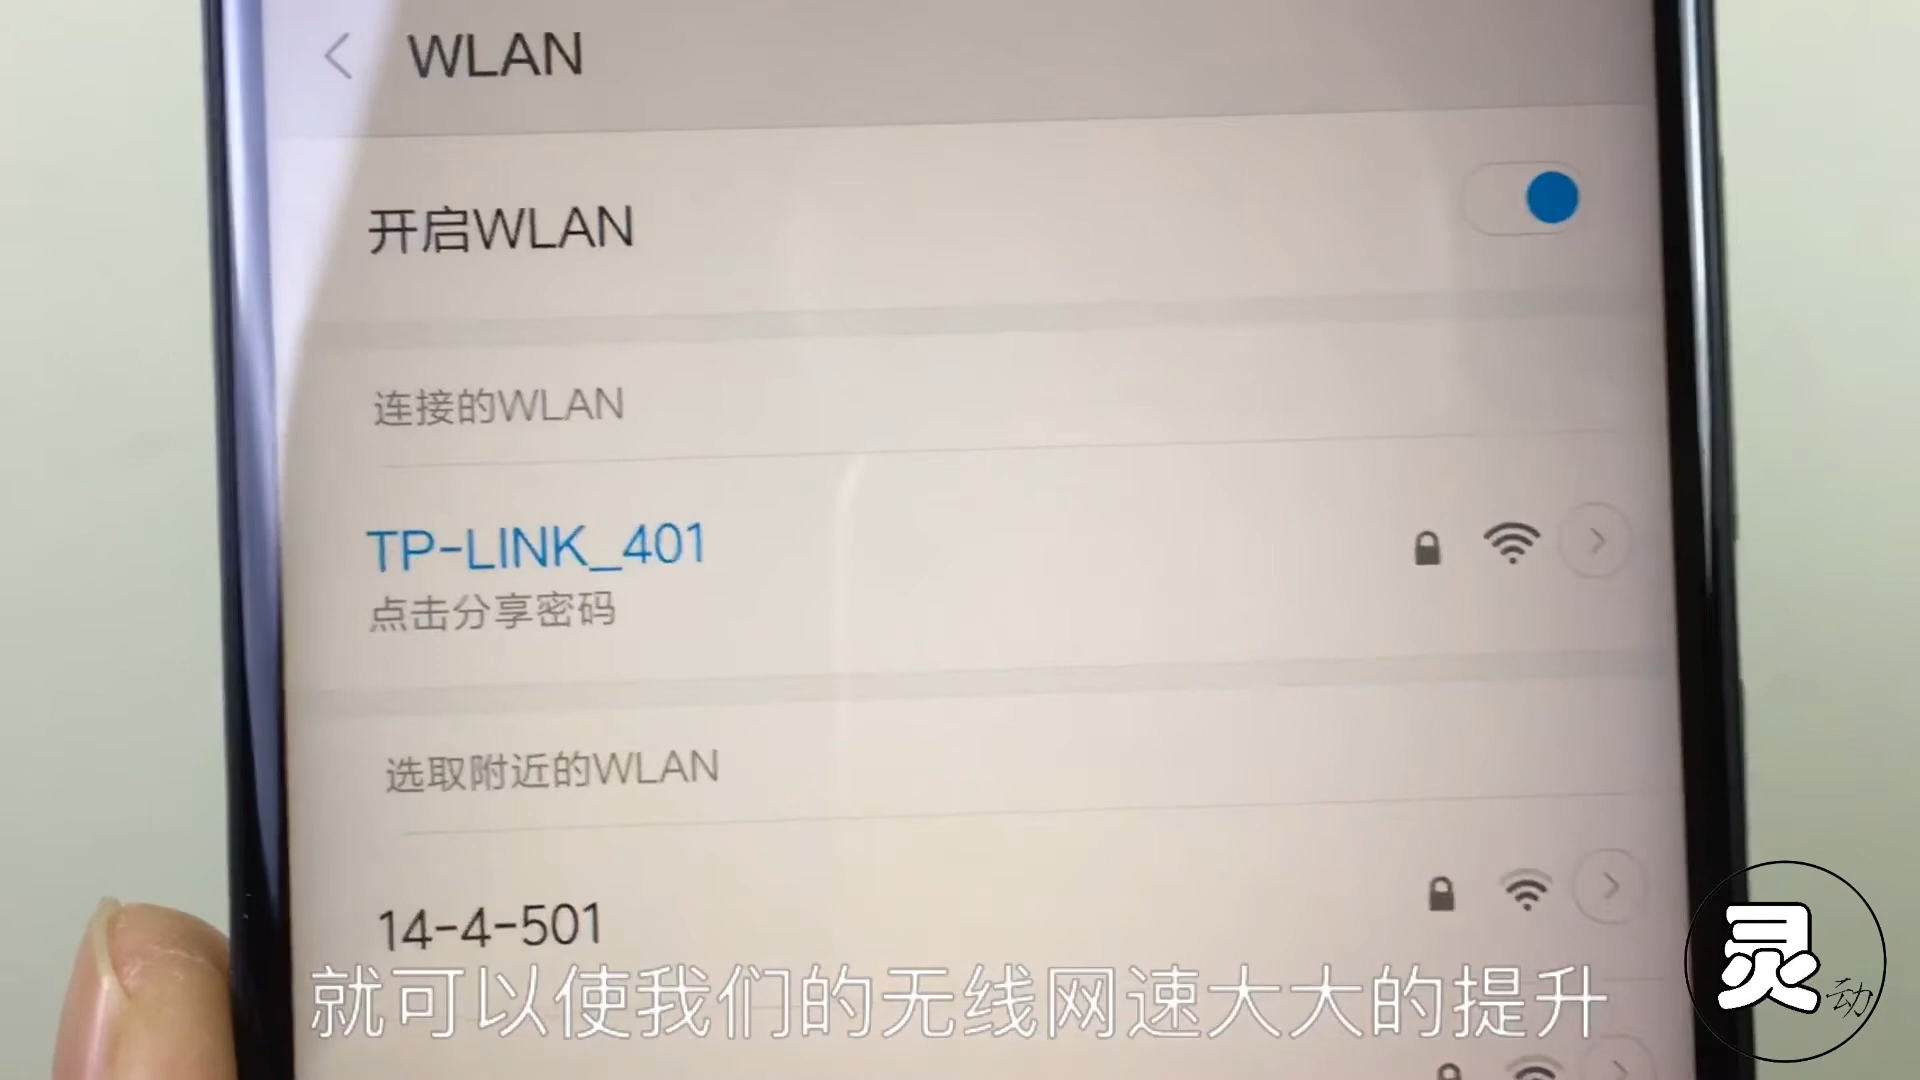 WLAN
开启WLAN
连接的WLAN
TP-LINK_401
点击分享密码
选取附近的WLAN
14-4-501
就可以使我们的无线网速大大的提升
灵动